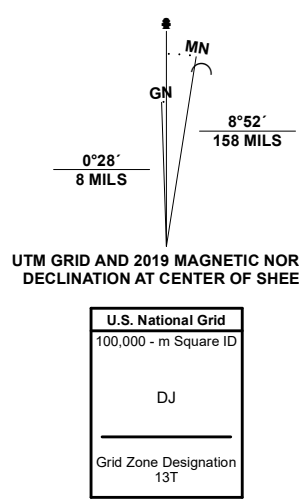 MN
GN
8°52´
158 MILS
0°28´
8 MILS
UTM GRID AND 2019 MAGNETIC NOR
DECLINATION AT CENTER OF SHEE
U.S. National Grid
100,000 - m Square ID
DJ
Grid Zone Designation
13T